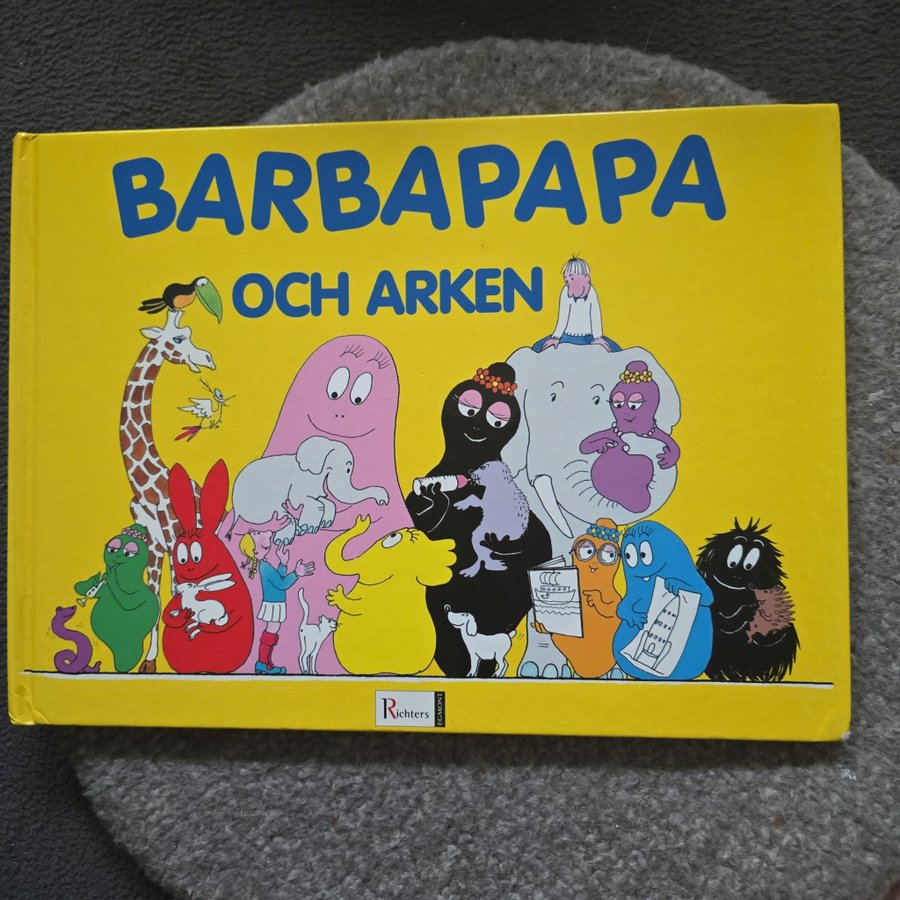 BARBAPAPA
OCH ARKEN
Richters
EGMONT